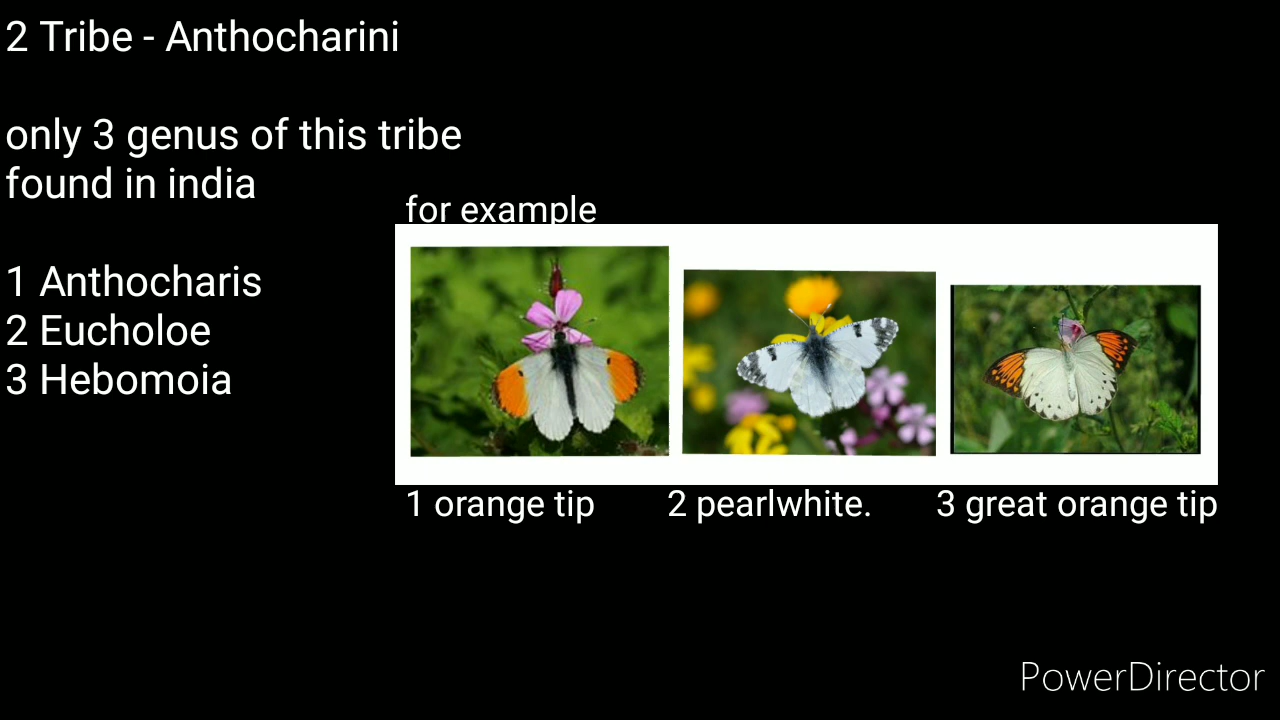 2 Tribe - Anthocharini
only 3 genus of this tribe
found in india
1 Anthocharis
2 Eucholoe
3 Hebomoia
for example
1 orange tip
2 pearlwhite.
3 great orange tip
PowerDirector